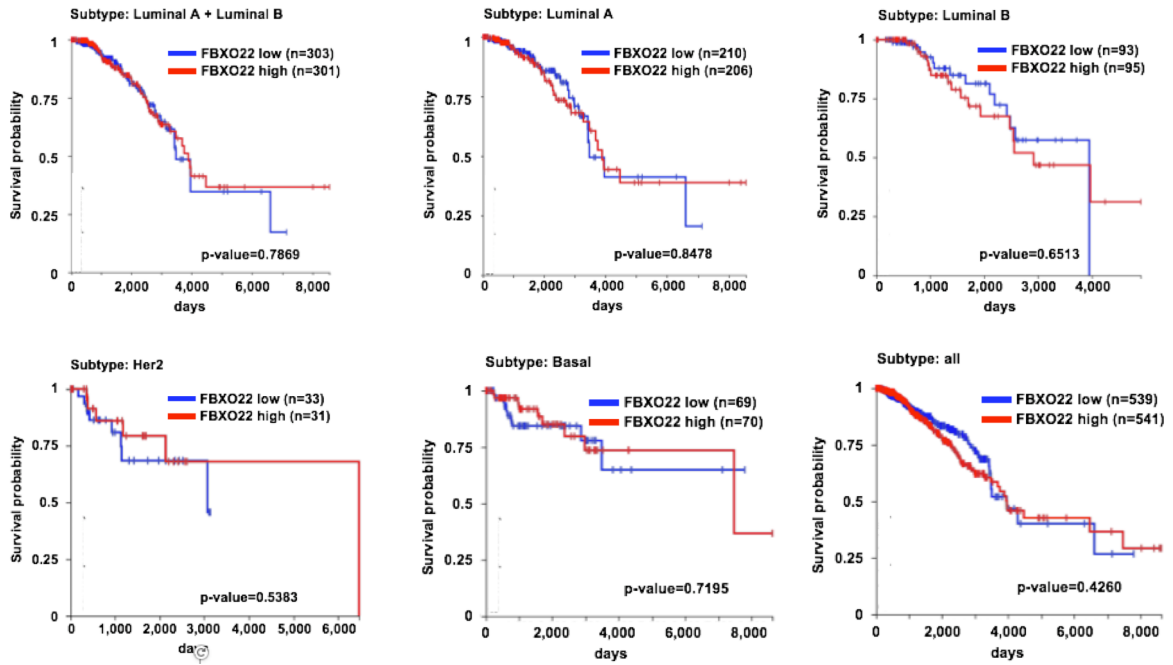 Subtype: Luminal A + Luminal B
FBXO22 low (n=303)
FBXO22 high (n=301)
Survival probability
1
0.75
0.5
0.25
0
p-value=0.7869
0 2,000 4,000 6,000 8,000
days
Subtype: Luminal A
FBXO22 low (n=210)
FBXO22 high (n=206)
Survival probability
1
0.75
0.5
0.25
0
p-value=0.8478
0 2,000 4,000 6,000 8,000
days
Subtype: Luminal B
FBXO22 low (n=93)
FBXO22 high (n=95)
Survival probability
1
0.75
0.5
0.25
0
p-value=0.6513
0 1,000 2,000 3,000 4,000
days
Subtype: Her2
FBXO22 low (n=33)
FBXO22 high (n=31)
Survival probability
1
0.75
0.5
0.25
0
p-value=0.5383
0 1,000 2,000 3,000 4,000 5,000 6,000
Subtype: Basal
FBXO22 low (n=69)
FBXO22 high (n=70)
Survival probability
1
0.75
0.5
0.25
0
p-value=0.7195
0 2,000 4,000 6,000 8,000
days
Subtype: all
FBXO22 low (n=539)
FBXO22 high (n=541)
Survival probability
1
0.75
0.5
0.25
0
p-value=0.4260
0 2,000 4,000 6,000 8,000
days